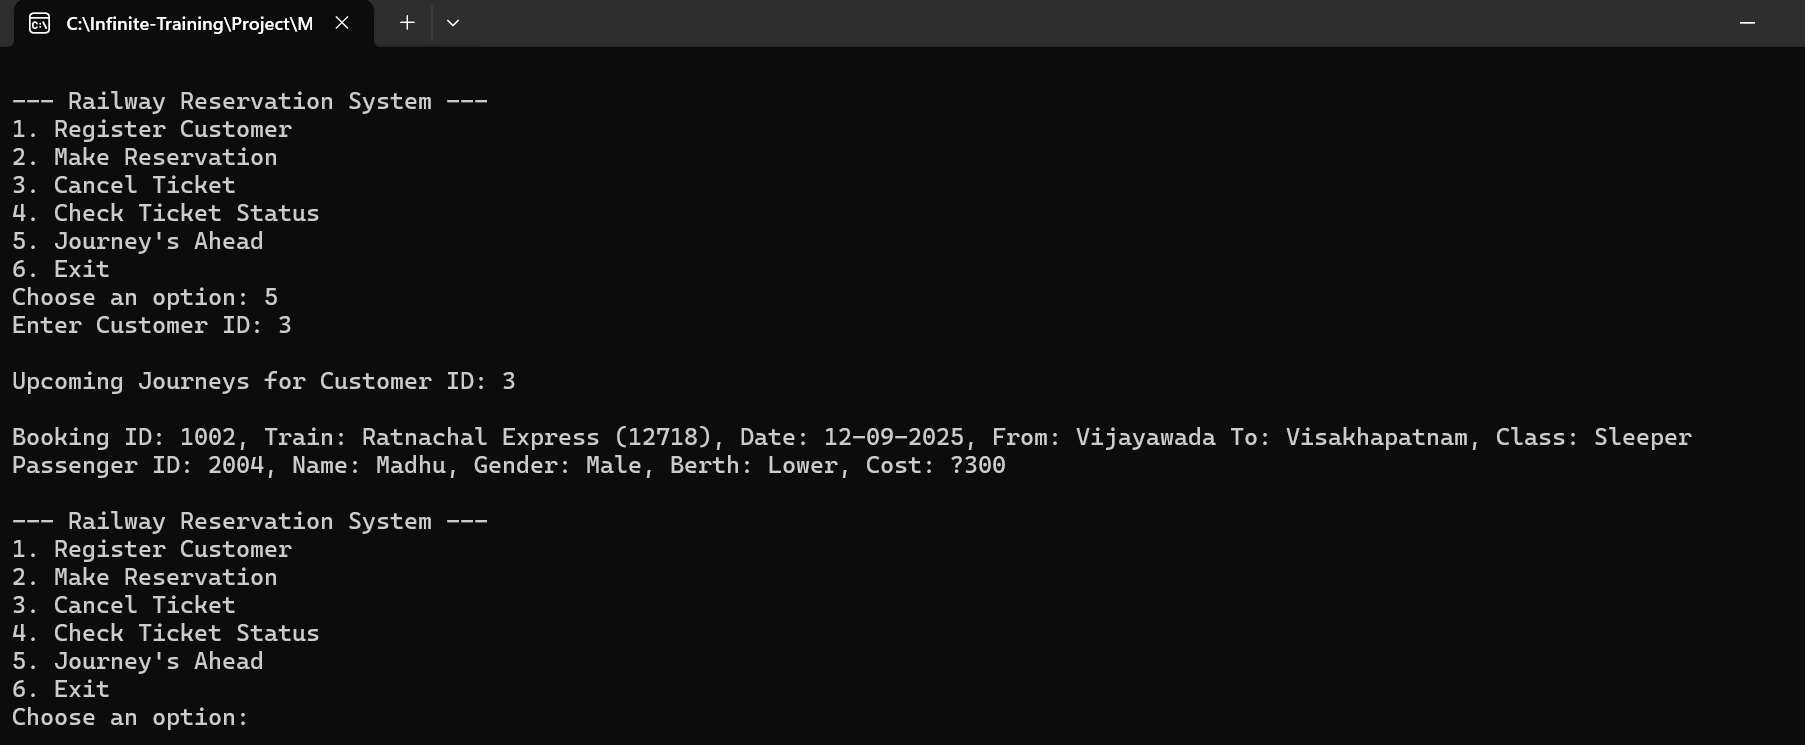 C:\Infinite-Training\Project\M
--- Railway Reservation System ---
1. Register Customer
2. Make Reservation
3. Cancel Ticket
4. Check Ticket Status
5. Journey's Ahead
6. Exit
Choose an option: 5
Enter Customer ID: 3
Upcoming Journeys for Customer ID: 3
Booking ID: 1002, Train: Ratnachal Express (12718), Date: 12-09-2025, From: Vijayawada To: Visakhapatnam, Class: Sleeper
Passenger ID: 2004, Name: Madhu, Gender: Male, Berth: Lower, Cost: ?300
--- Railway Reservation System ---
1. Register Customer
2. Make Reservation
3. Cancel Ticket
4. Check Ticket Status
5. Journey's Ahead
6. Exit
Choose an option: